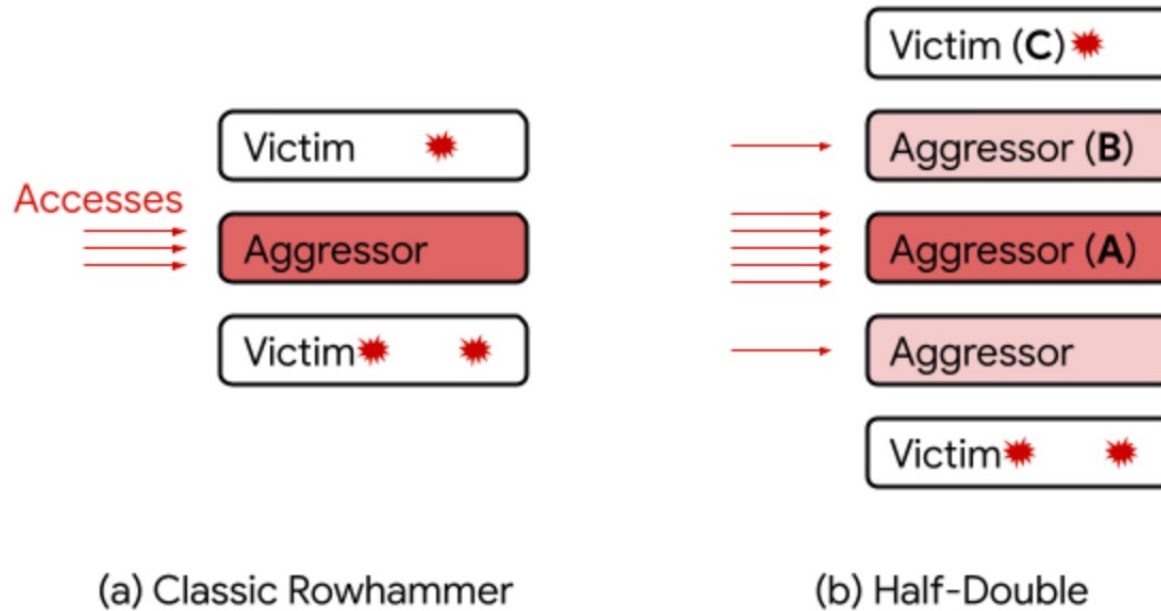 Accesses
Victim
Aggressor
Victim
(a) Classic Rowhammer
Victim (C)
Aggressor (B)
Aggressor (A)
Aggressor
Victim
(b) Half-Double